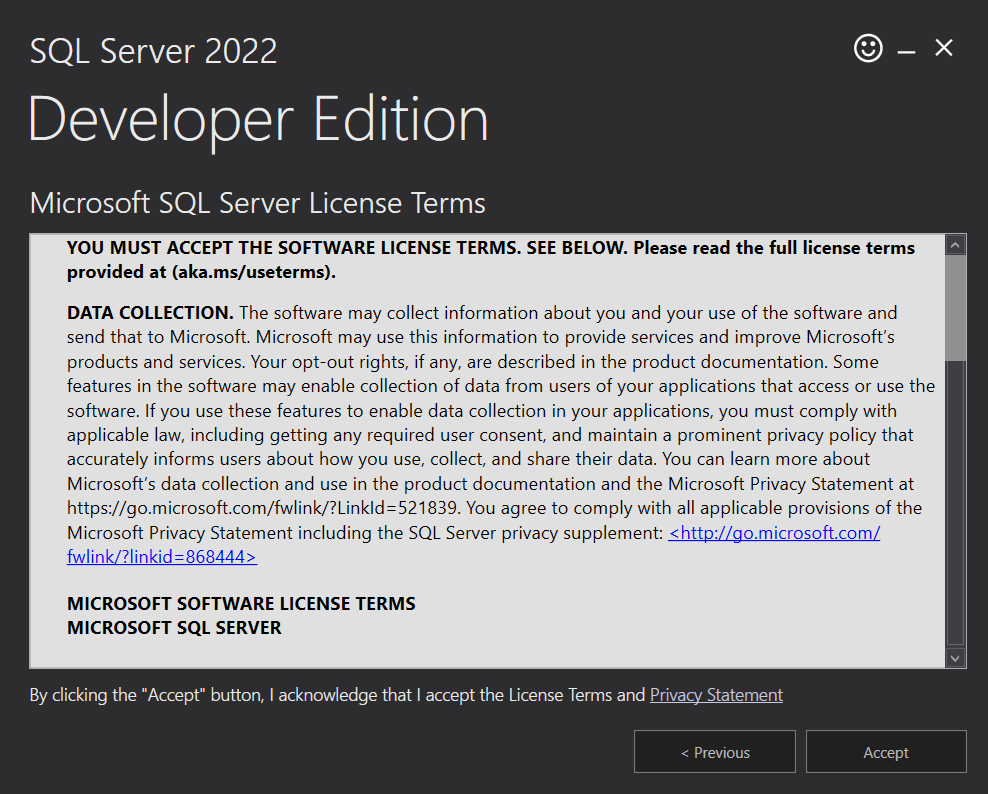 SQL Server 2022
Developer Edition
Microsoft SQL Server License Terms
YOU MUST ACCEPT THE SOFTWARE LICENSE TERMS. SEE BELOW. Please read the full license terms
provided at (aka.ms/useterms).
DATA COLLECTION. The software may collect information about you and your use of the software and
send that to Microsoft. Microsoft may use this information to provide services and improve Microsoft’s
products and services. Your opt-out rights, if any, are described in the product documentation. Some
features in the software may enable collection of data from users of your applications that access or use the
software. If you use these features to enable data collection in your applications, you must comply with
applicable law, including getting any required user consent, and maintain a prominent privacy policy that
accurately informs users about how you use, collect, and share their data. You can learn more about
Microsoft’s data collection and use in the product documentation and the Microsoft Privacy Statement at
https://go.microsoft.com/fwlink/?LinkId=521839. You agree to comply with all applicable provisions of the
Microsoft Privacy Statement including the SQL Server privacy supplement: <http://go.microsoft.com/
fwlink/?linkid=868444>
MICROSOFT SOFTWARE LICENSE TERMS
MICROSOFT SQL SERVER
By clicking the "Accept" button, I acknowledge that I accept the License Terms and Privacy Statement
< Previous
Accept